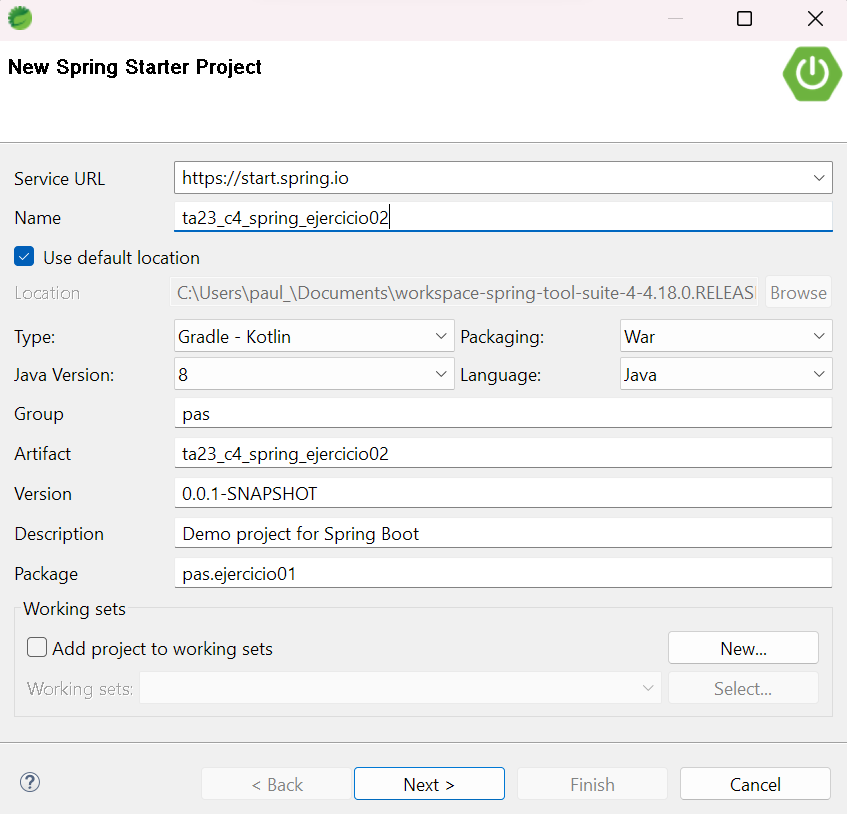 New Spring Starter Project
Service URL https://start.spring.io
Name ta23_c4_spring_ejercicio02
Use default location
Location C:\Users\paul_\Documents\workspace-spring-tool-suite-4-4.18.0.RELEAS Browse
Type: Gradle - Kotlin Packaging: War
Java Version: 8 Language: Java
Group pas
Artifact ta23_c4_spring_ejercicio02
Version 0.0.1-SNAPSHOT
Description Demo project for Spring Boot
Package pas.ejercicio01
Working sets
Add project to working sets New...
Working sets: Select...
? < Back Next > Finish Cancel